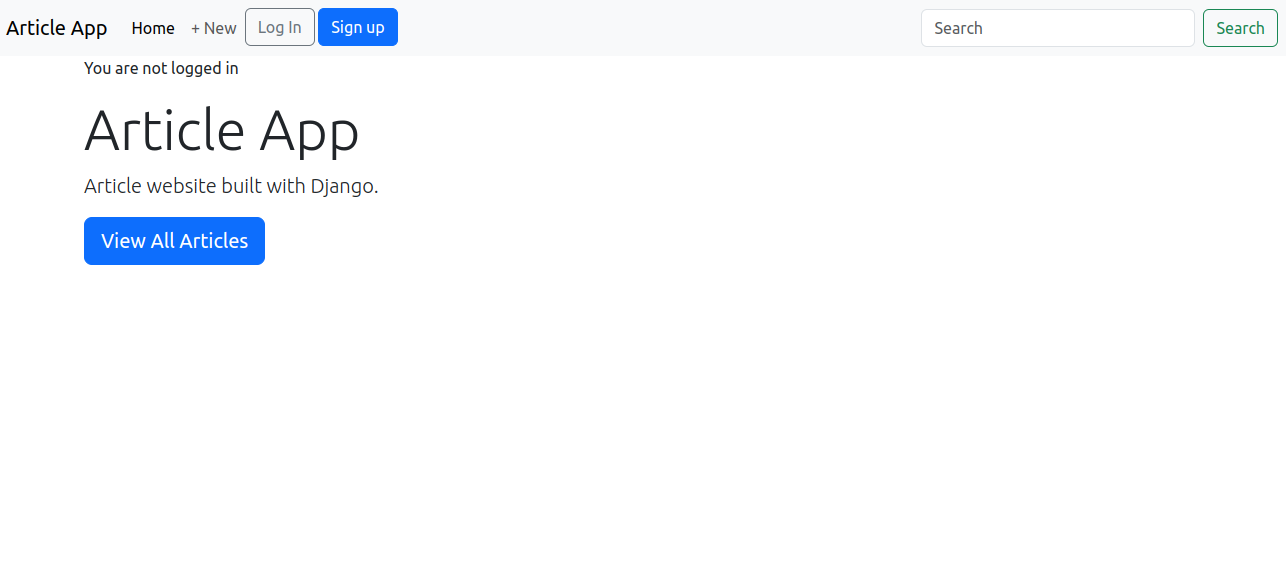 Article App Home + New Log In Sign up Search Search
You are not logged in
Article App
Article website built with Django.
View All Articles